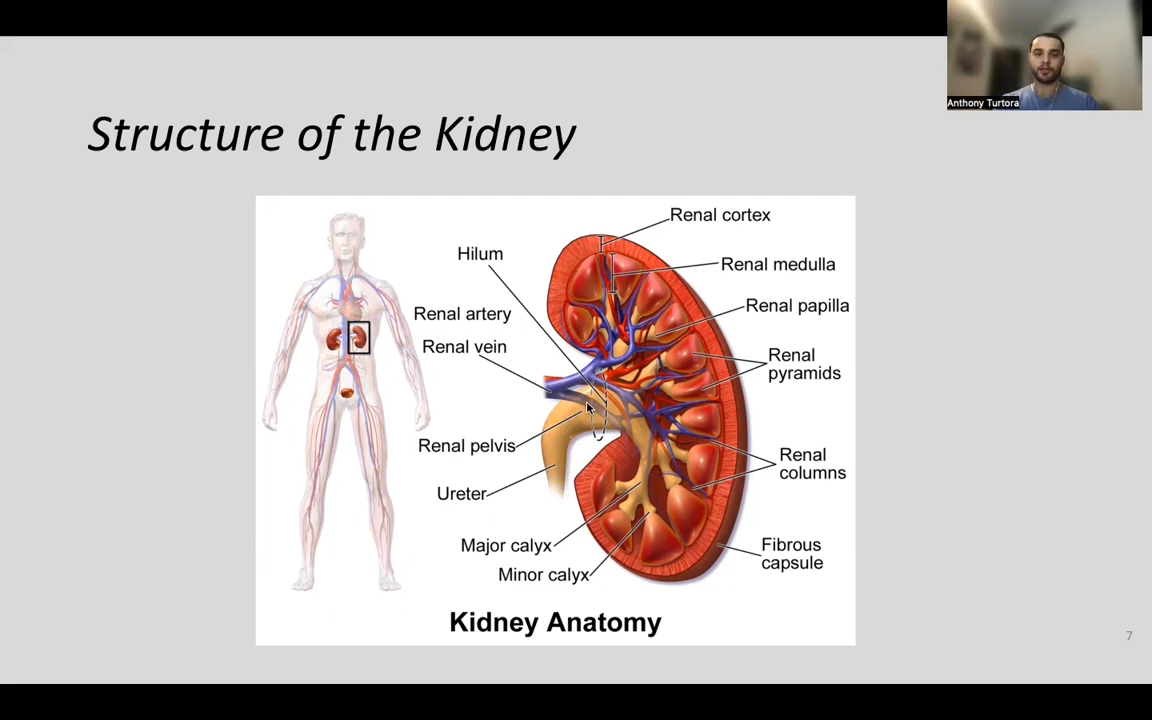 Anthony Turtora
Structure of the Kidney
Renal cortex
Hilum
Renal medulla
Renal artery
Renal papilla
Renal vein
Renal
pyramids
Renal pelvis
Renal
columns
Ureter
Major calyx
Fibrous
capsule
Minor calyx
Kidney Anatomy
7